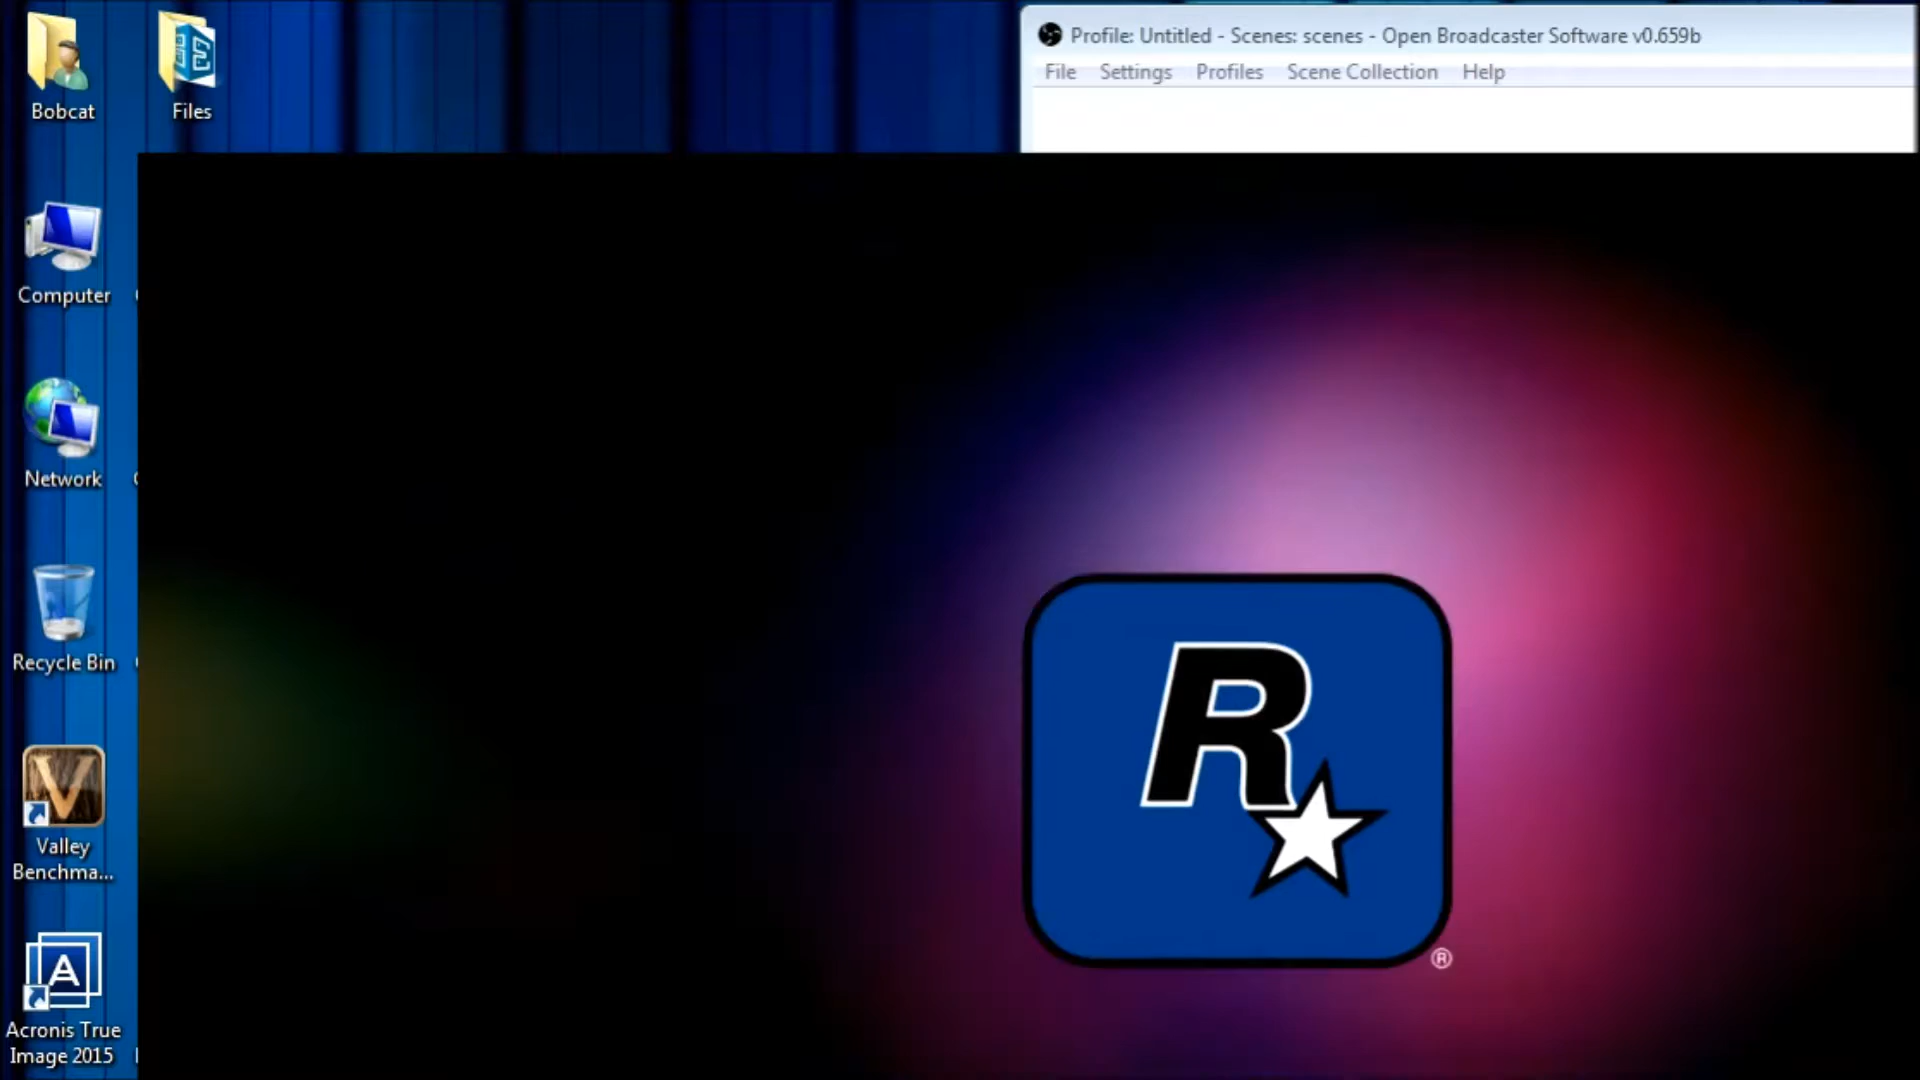 Profile: Untitled - Scenes: scenes - Open Broadcaster Software v0.659b
File Settings Profiles Scene Collection Help
Bobcat
Files
Computer
Network
Recycle Bin
Valley
Benchma...
Acronis True
Image 2015
R
®